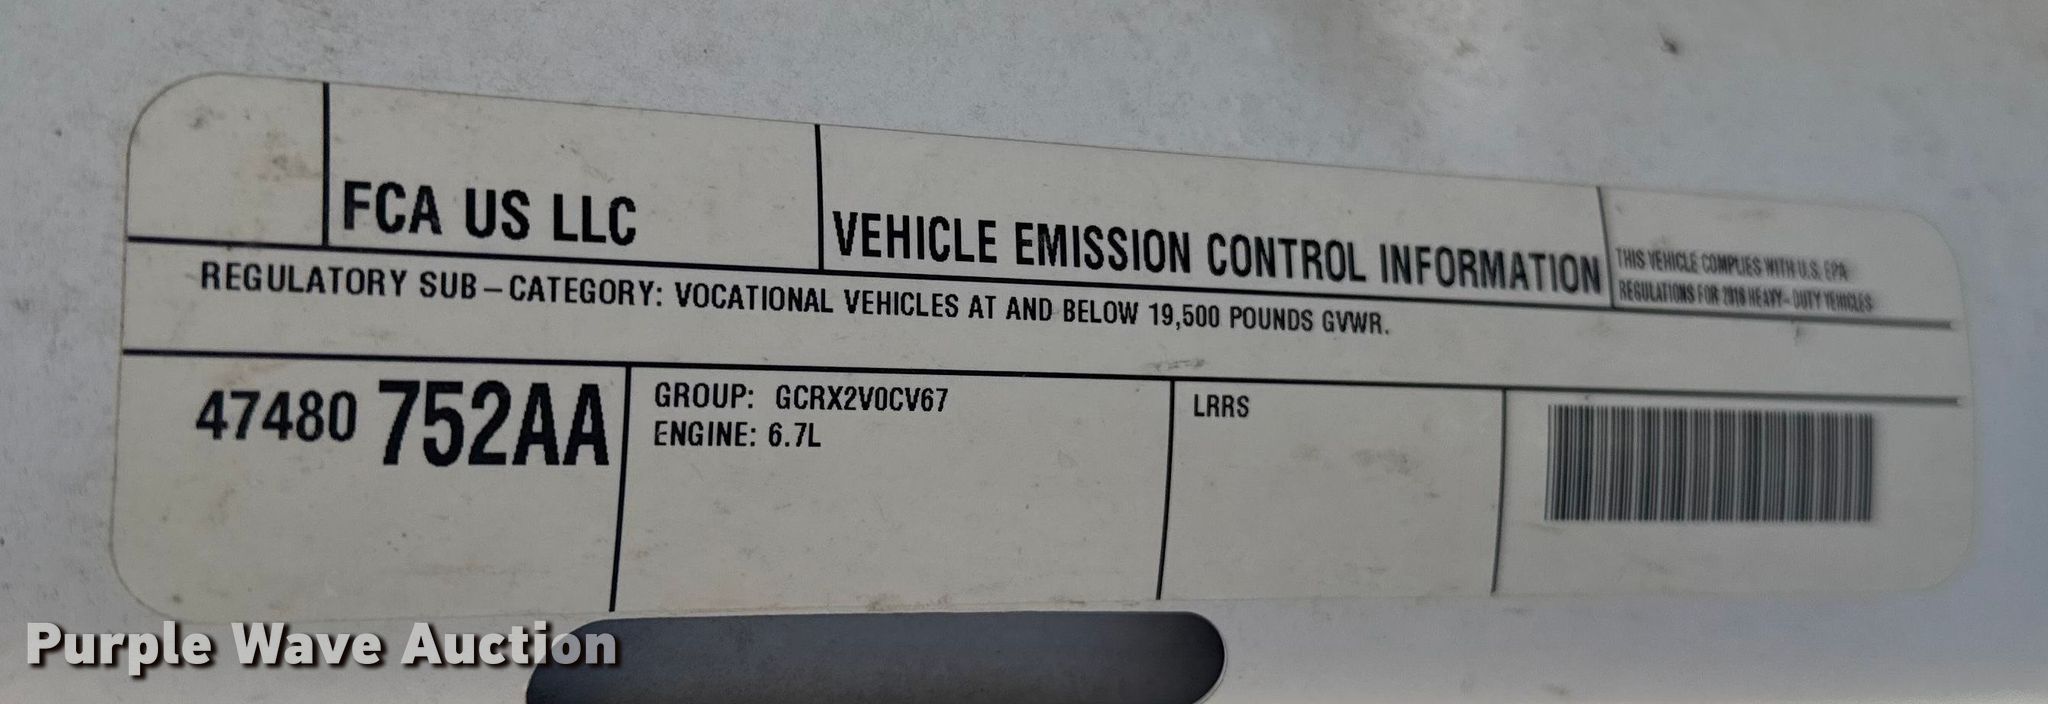 FCA US LLC
VEHICLE EMISSION CONTROL INFORMATION
THIS VEHICLE COMPLIES WITH U.S. EPA
REGULATIONS FOR 2016 HEAVY-DUTY VEHICLES
REGULATORY SUB-CATEGORY: VOCATIONAL VEHICLES AT AND BELOW 19,500 POUNDS GVWR.
47480 752AA
GROUP: GCRX2V0CV67
ENGINE: 6.7L
LRRS
Purple Wave Auction